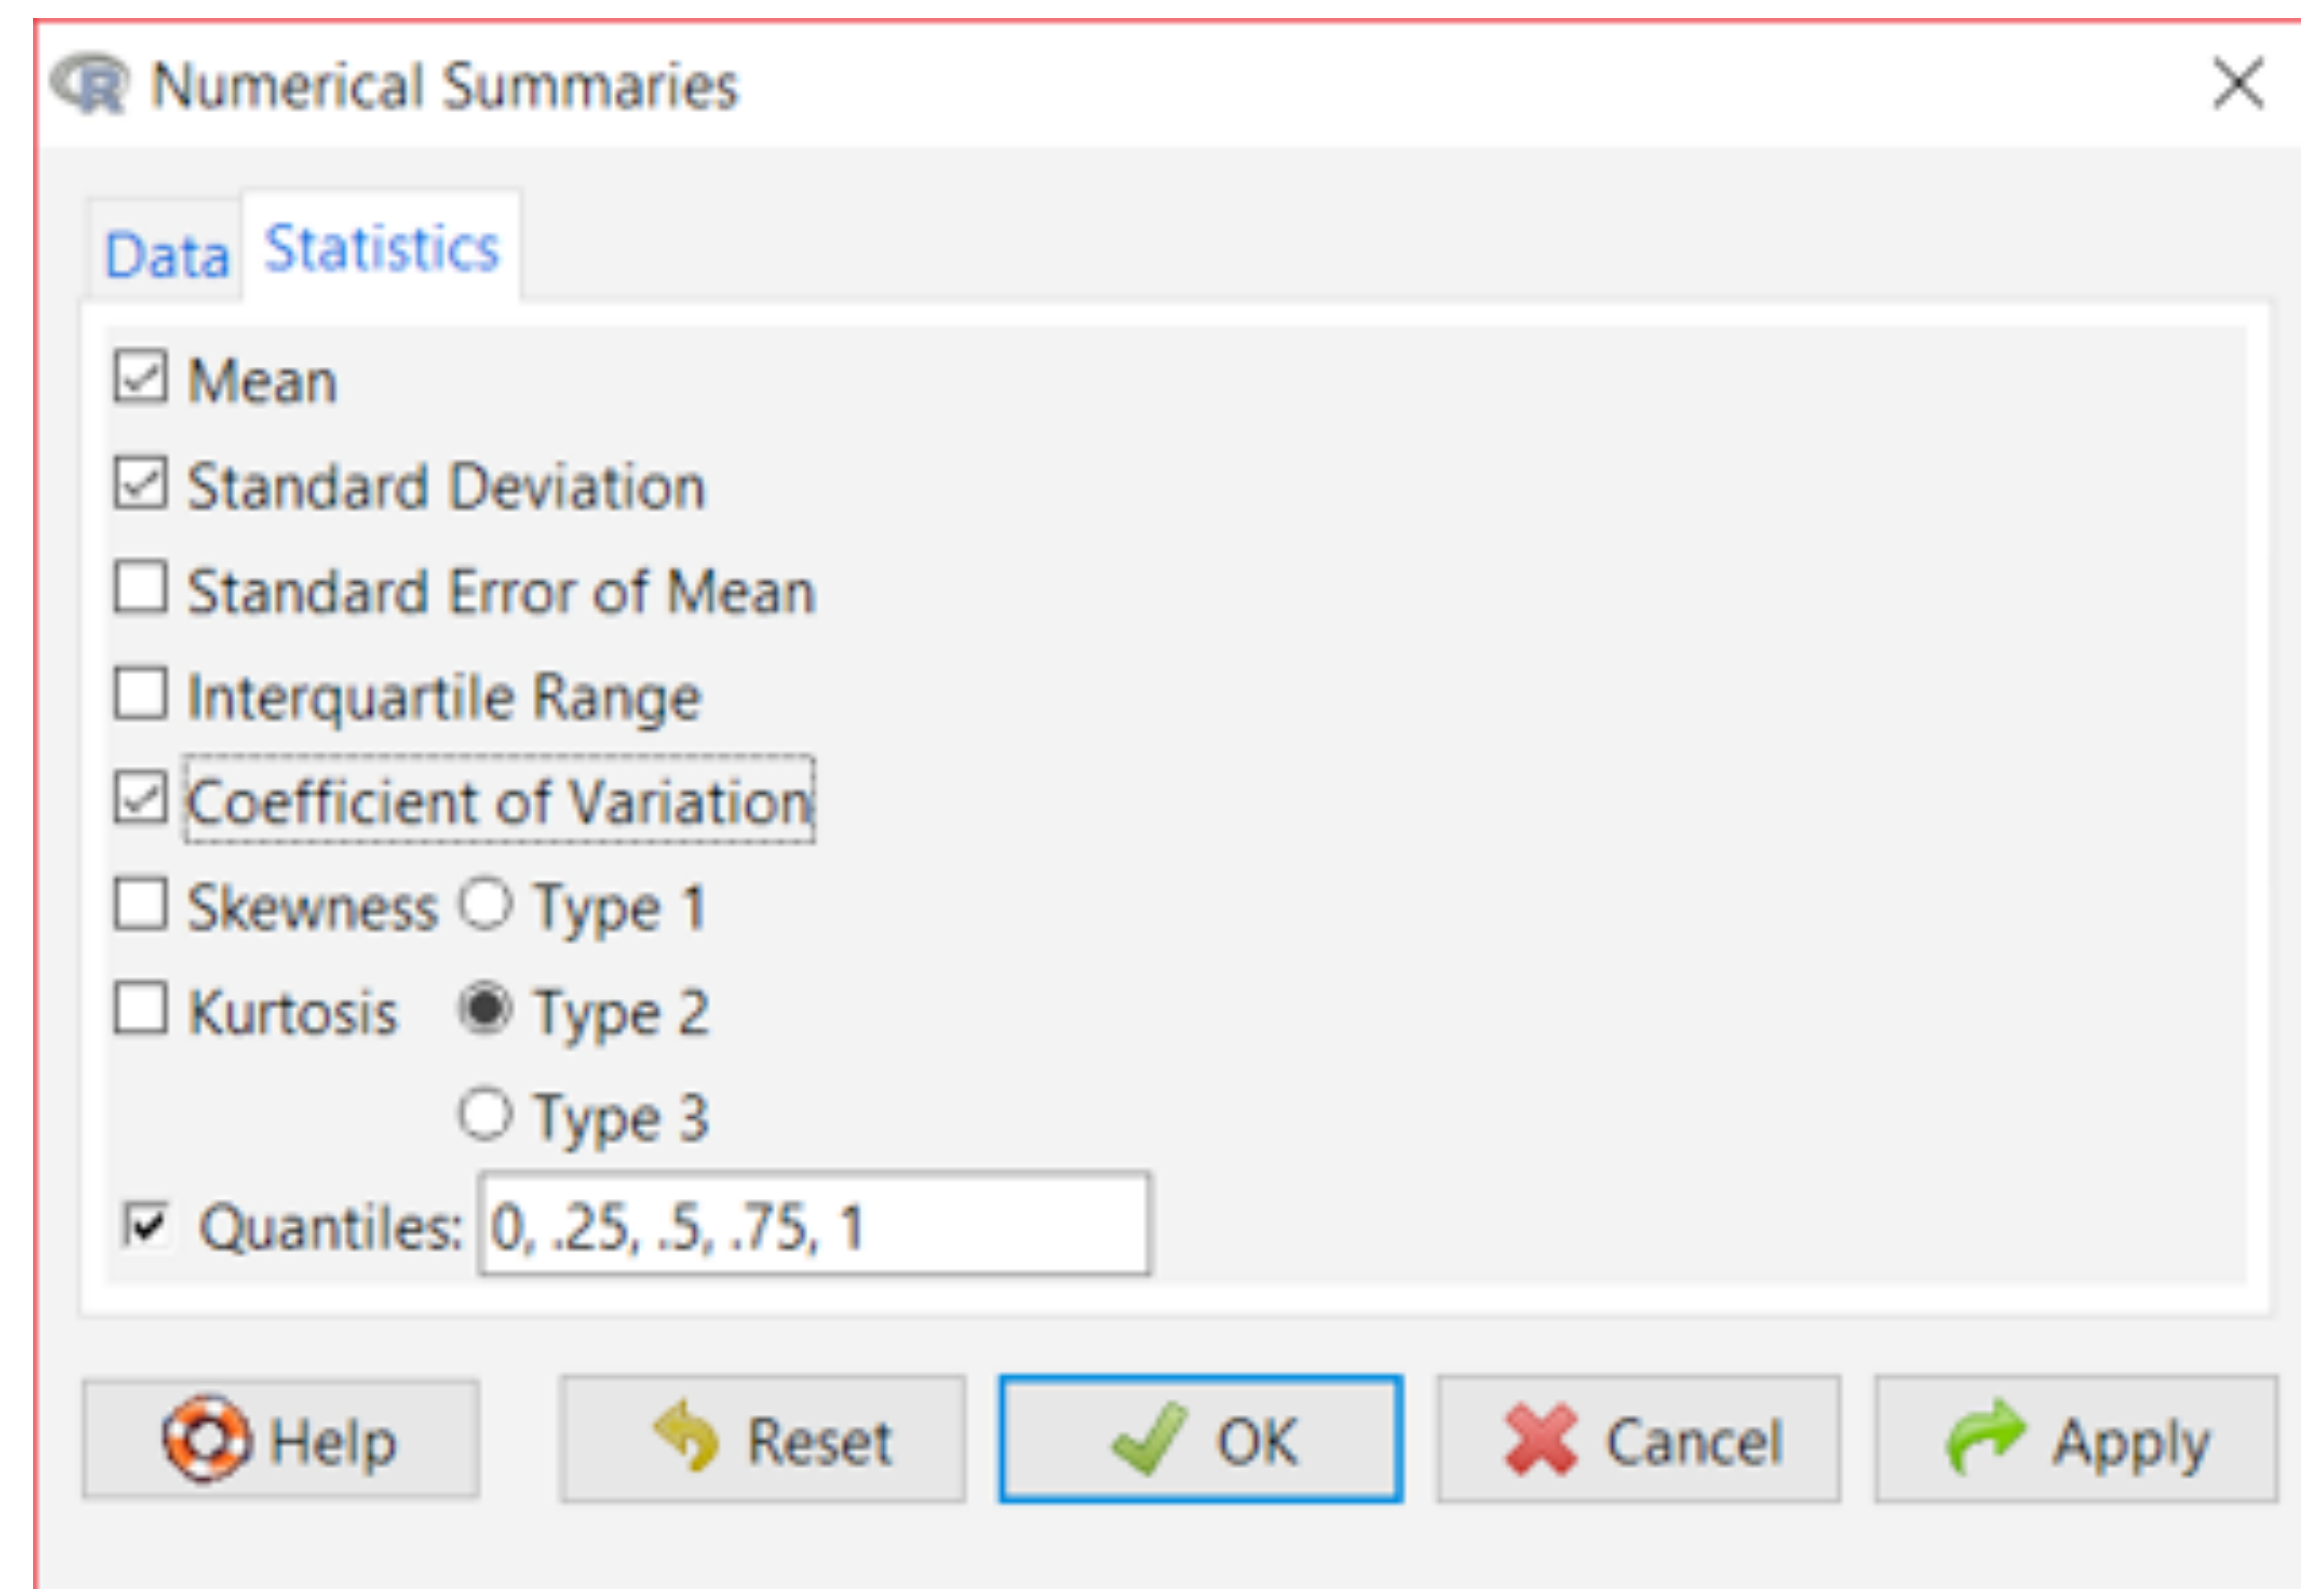 Numerical Summaries
Data Statistics
Mean
Standard Deviation
Standard Error of Mean
Interquartile Range
Coefficient of Variation
Skewness Type 1
Kurtosis Type 2
Type 3
Quantiles: 0, .25, .5, .75, 1
Help Reset OK Cancel Apply